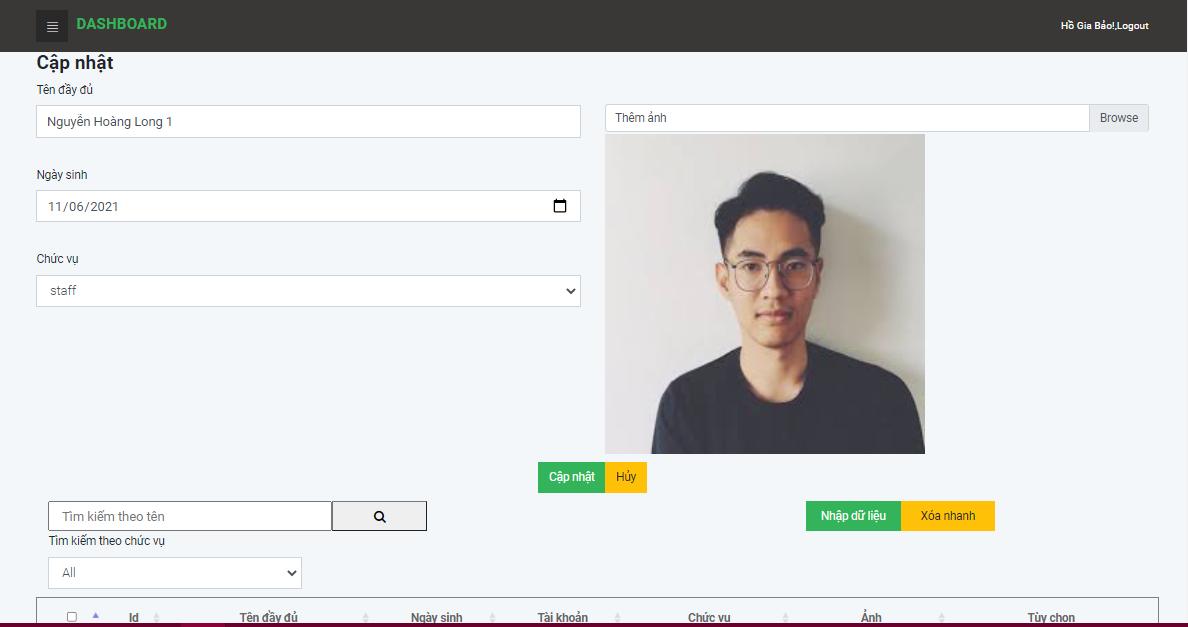 DASHBOARD
Hồ Gia Bảo!,Logout
Cập nhật
Tên đầy đủ
Nguyễn Hoàng Long 1
Thêm ảnh
Browse
Ngày sinh
11/06/2021
Chức vụ
staff
Cập nhật
Hủy
Tìm kiếm theo tên
Nhập dữ liệu
Xóa nhanh
Tìm kiếm theo chức vụ
All
Id
Tên đầy đủ
Ngày sinh
Tài khoản
Chức vụ
Ảnh
Tùy chọn